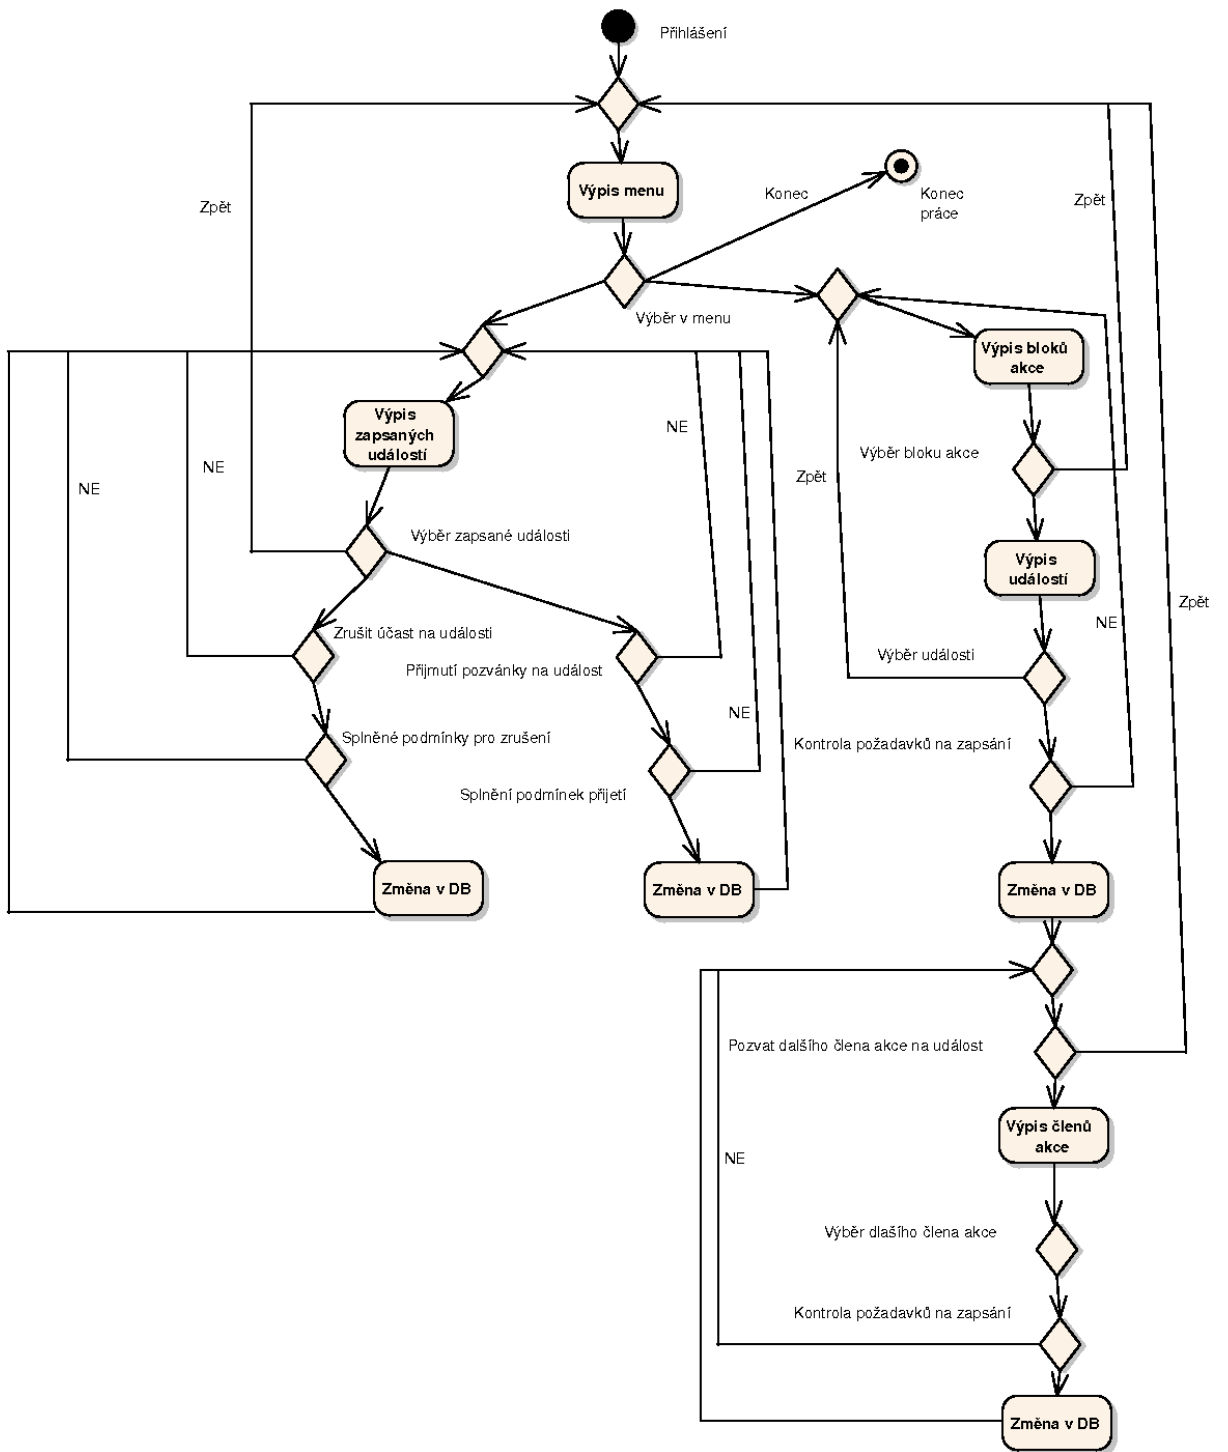 Přihlášení
Výpis menu
Zpět
Konec
Konec
práce
Zpět
Výběr v menu
Výpis bloků
akce
Výpis
zapsaných
událostí
NE
NE
NE
Výběr bloku akce
Zpět
Výběr zapsané události
Výpis
událostí
Zpět
NE
Zrušit účast na události
Přijmutí pozvánky na událost
Výběr události
NE
Splněné podmínky pro zrušení
Kontrola požadavků na zapsání
Splnění podmínek přijetí
Změna v DB
Změna v DB
Změna v DB
Pozvat dalšího člena akce na událost
Výpis členů
akce
NE
Výběr dlašího člena akce
Kontrola požadavků na zapsání
Změna v DB